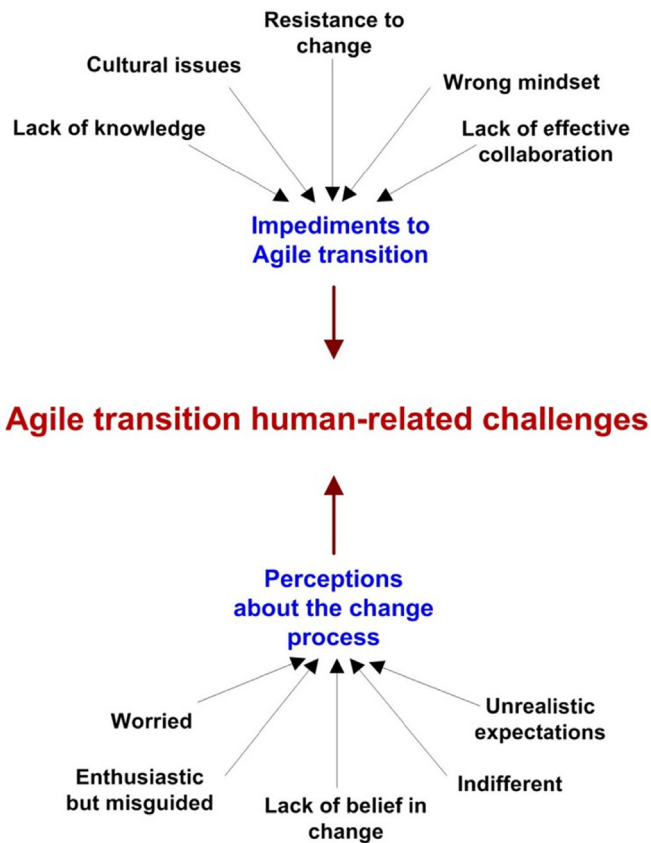 Resistance to
change
Cultural issues
Wrong mindset
Lack of knowledge
Lack of effective
collaboration
Impediments to
Agile transition
Agile transition human-related challenges
Perceptions
about the change
process
Worried
Unrealistic
expectations
Enthusiastic
but misguided
Lack of belief in
change
Indifferent